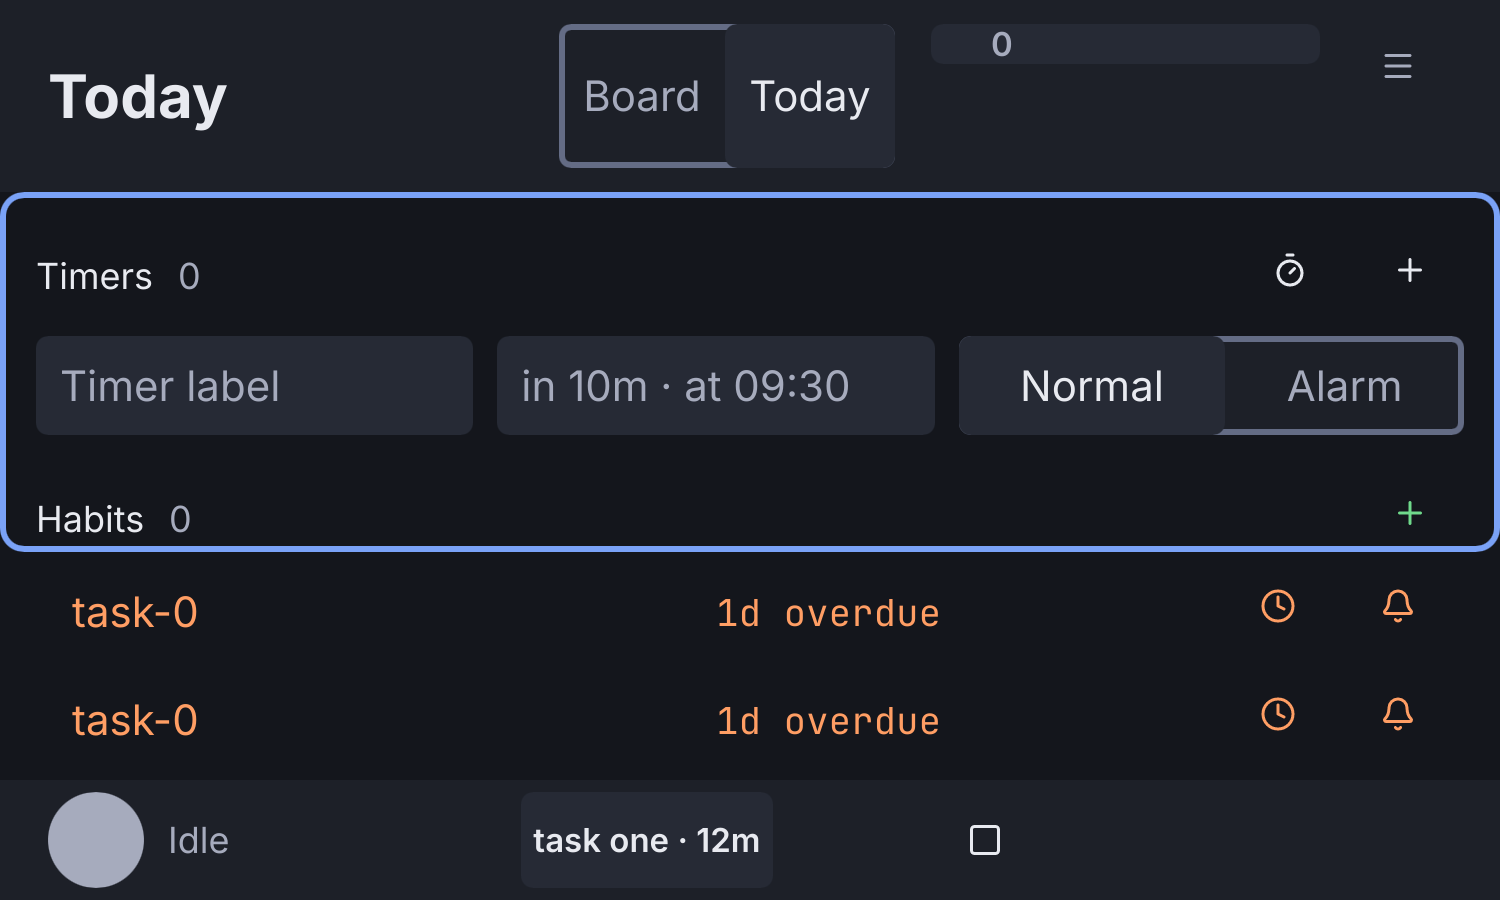 Today
Board
Today
0
Timers 0
Timer label
in 10m · at 09:30
Normal
Alarm
Habits 0
task-0
1d overdue
task-0
1d overdue
Idle
task one · 12m